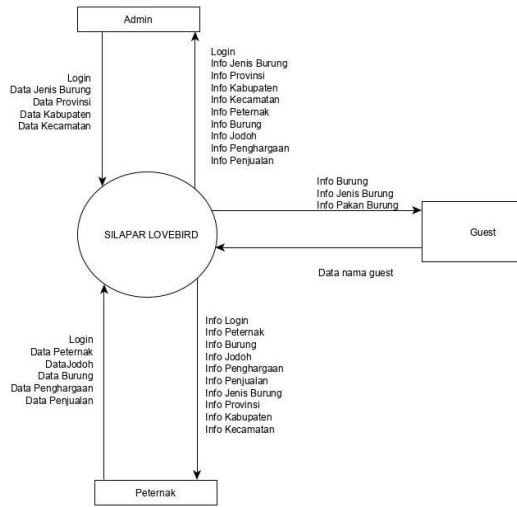 Admin
Login
Data Jenis Burung
Data Provinsi
Data Kabupaten
Data Kecamatan
Login
Info Jenis Burung
Info Provinsi
Info Kabupaten
Info Kecamatan
Info Peternak
Info Burung
Info Jodoh
Info Penghargaan
Info Penjualan
SILAPAR LOVEBIRD
Info Burung
Info Jenis Burung
Info Pakan Burung
Guest
Data nama guest
Login
Data Peternak
DataJodoh
Data Burung
Data Penghargaan
Data Penjualan
Info Login
Info Peternak
Info Burung
Info Jodoh
Info Penghargaan
Info Penjualan
Info Jenis Burung
Info Provinsi
Info Kabupaten
Info Kecamatan
Peternak